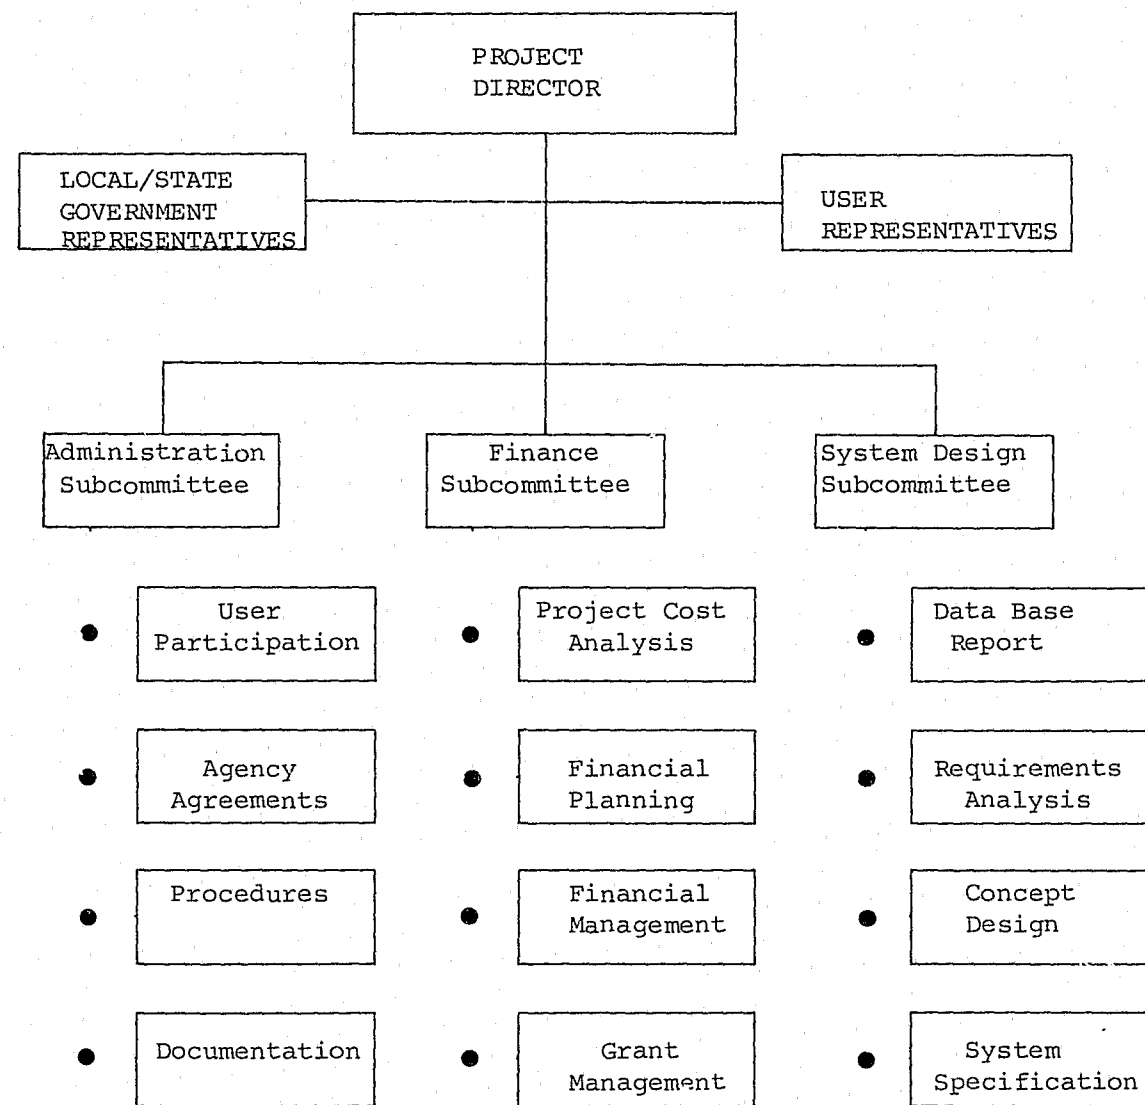 PROJECT
DIRECTOR
LOCAL/STATE
GOVERNMENT
REPRESENTATIVES
USER
REPRESENTATIVES
Administration
Subcommittee
Finance
Subcommittee
System Design
Subcommittee
User
Participation
Project Cost
Analysis
Data Base
Report
Agency
Agreements
Financial
Planning
Requirements
Analysis
Procedures
Financial
Management
Concept
Design
Documentation
Grant
Management
System
Specification